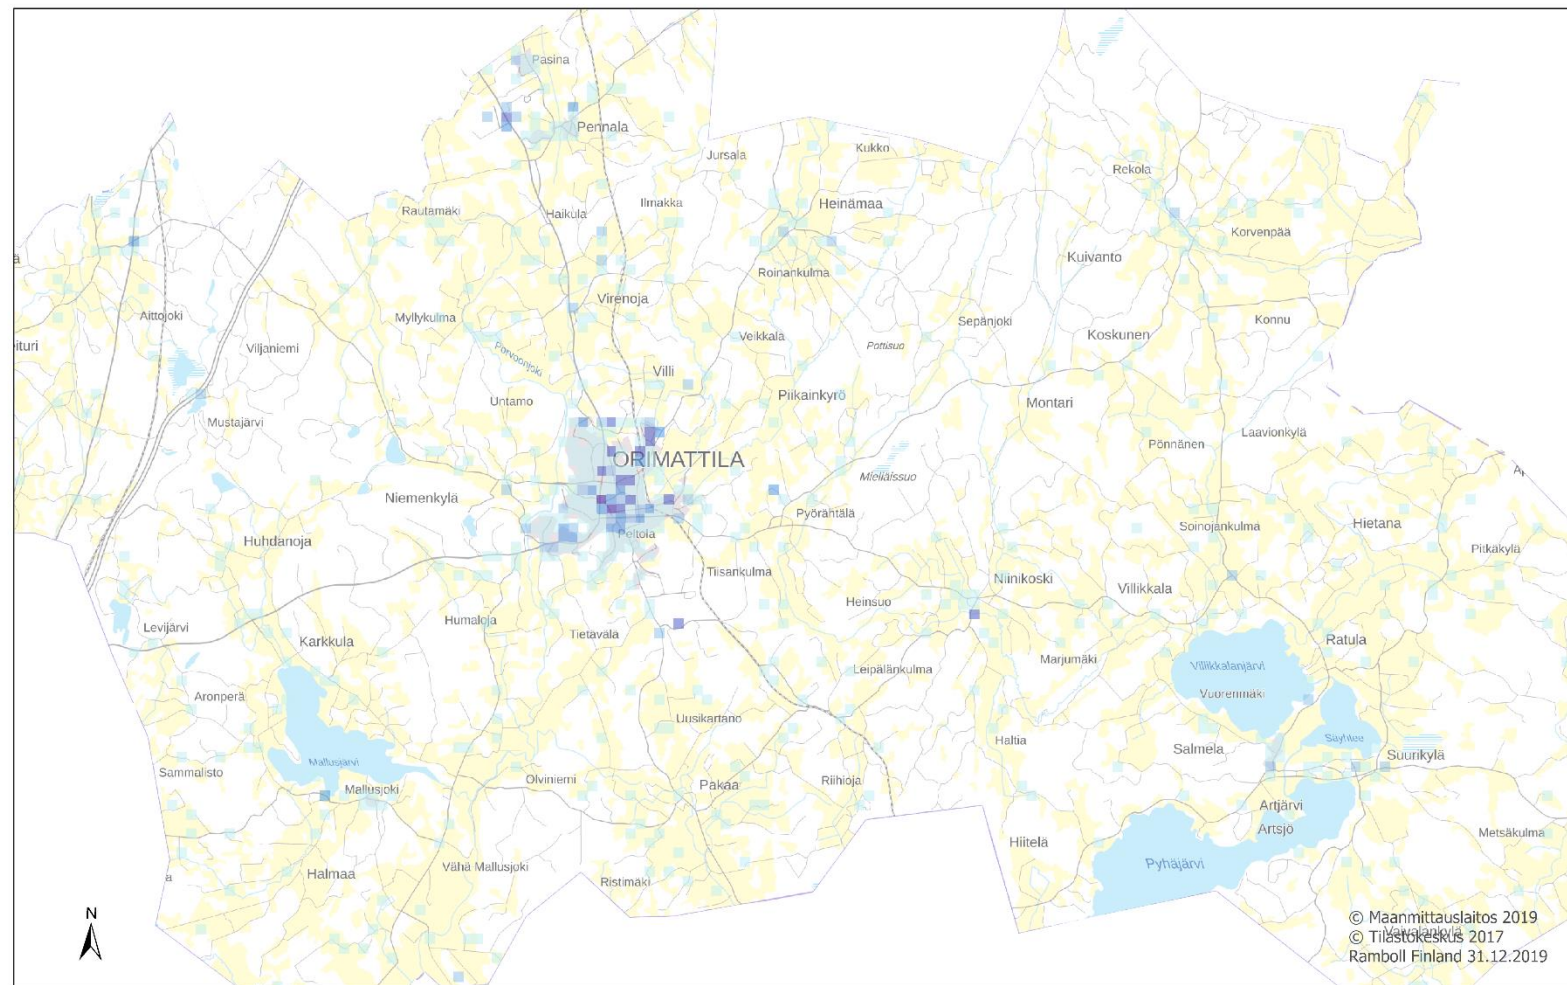 Pasina
Pennala
Jursala
Kukko
Rekola
Rautamäki
Haikula
Ilmakka
Heinämaa
Korvenpää
ä
Kuivanto
Roinankulma
Virenoja
Aittojoki
Myllykulma
Sepänjoki
Konnu
eituri
Viljaniemi
Veikkala
Pottisuo
Koskunen
Porvoonjoki
Villi
Untamo
Piikainkyrö
Montari
Mustajärvi
Pönnänen
Laavionkylä
ORIMATTILA
Mieliäissuo
Niemenkylä
Pyörähtälä
Soinojankulma
Hietana
Peltola
Huhdanoja
Pitkäkylä
Tiisankulma
Niinikoski
Villikkala
Heinsuo
Levijärvi
Humaloja
Tietävälä
Karkkula
Ratula
Marjumäki
Leipälänkulma
Villikkalanjärvi
Aronperä
Vuorenmäki
Uusikartano
Haltia
Säyhtee
Salmela
Suurikylä
Mallusjärvi
Sammalisto
Olviniemi
Pakaa
Riihioja
Mallusjoki
Artjärvi
Artsjö
Metsäkulma
Hiitelä
Pyhäjärvi
Vähä Mallusjoki
Halmaa
a
Ristimäki
N
© Maanmittauslaitos 2019
© Tilastokeskus 2017
Ramboll Finland 31.12.2019